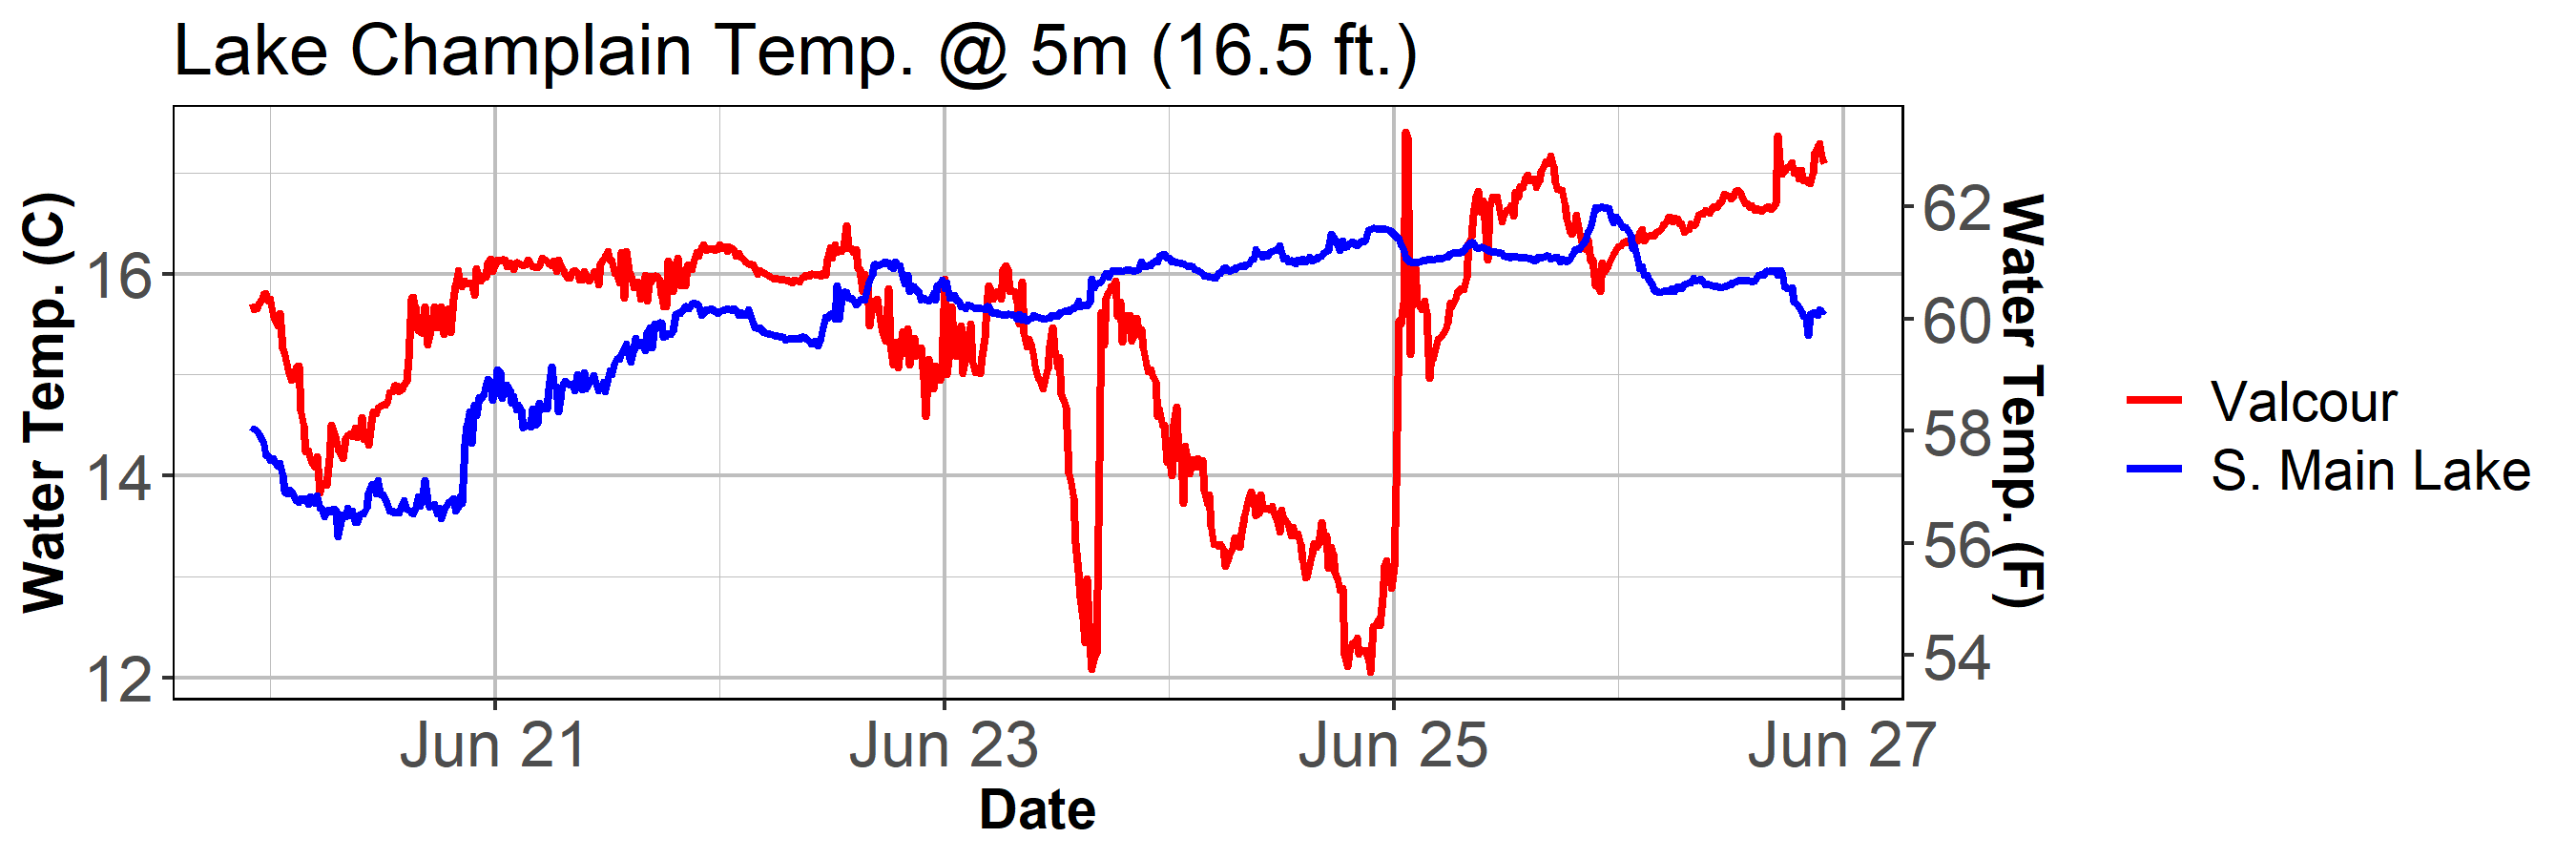 Lake Champlain Temp. @ 5m (16.5 ft.)
Water Temp. (C)
16
14
12
62
60
58
56
54
Water Temp. (F)
Jun 21
Jun 23
Jun 25
Jun 27
Date
Valcour
S. Main Lake